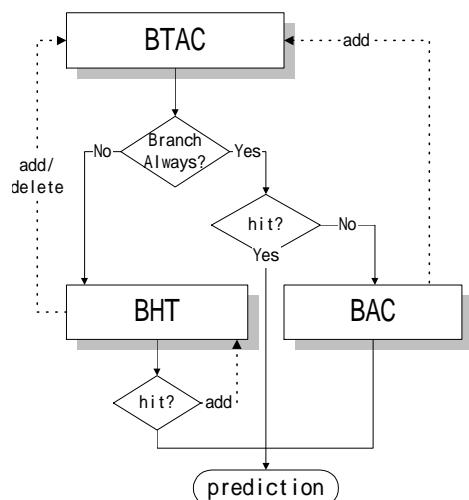 BTAC
add
Branch
Always?
No
Yes
add/
delete
hit?
No
Yes
BHT
BAC
hit?
add
prediction